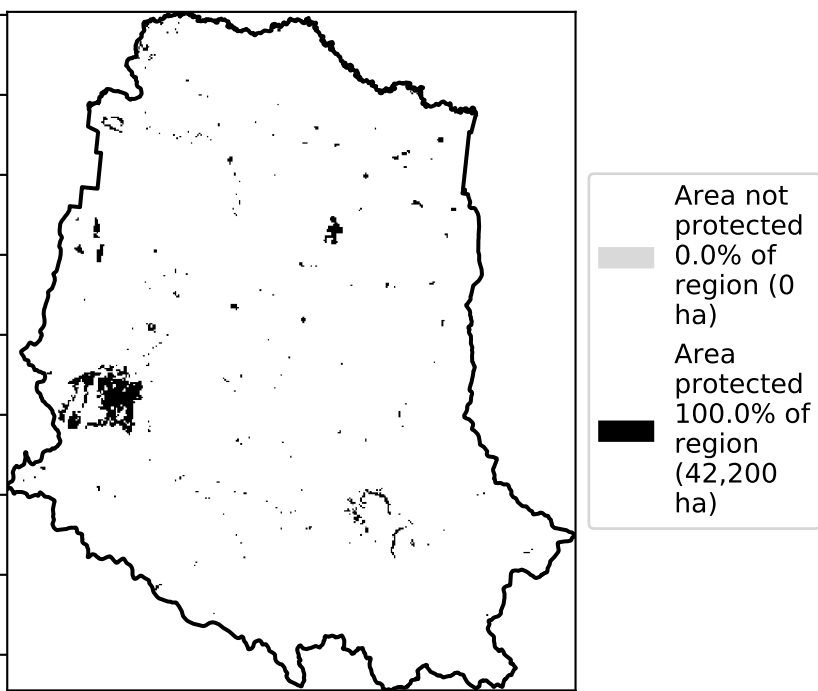 Area not
protected
0.0% of
region (0
ha)
Area
protected
100.0% of
region
(42,200
ha)